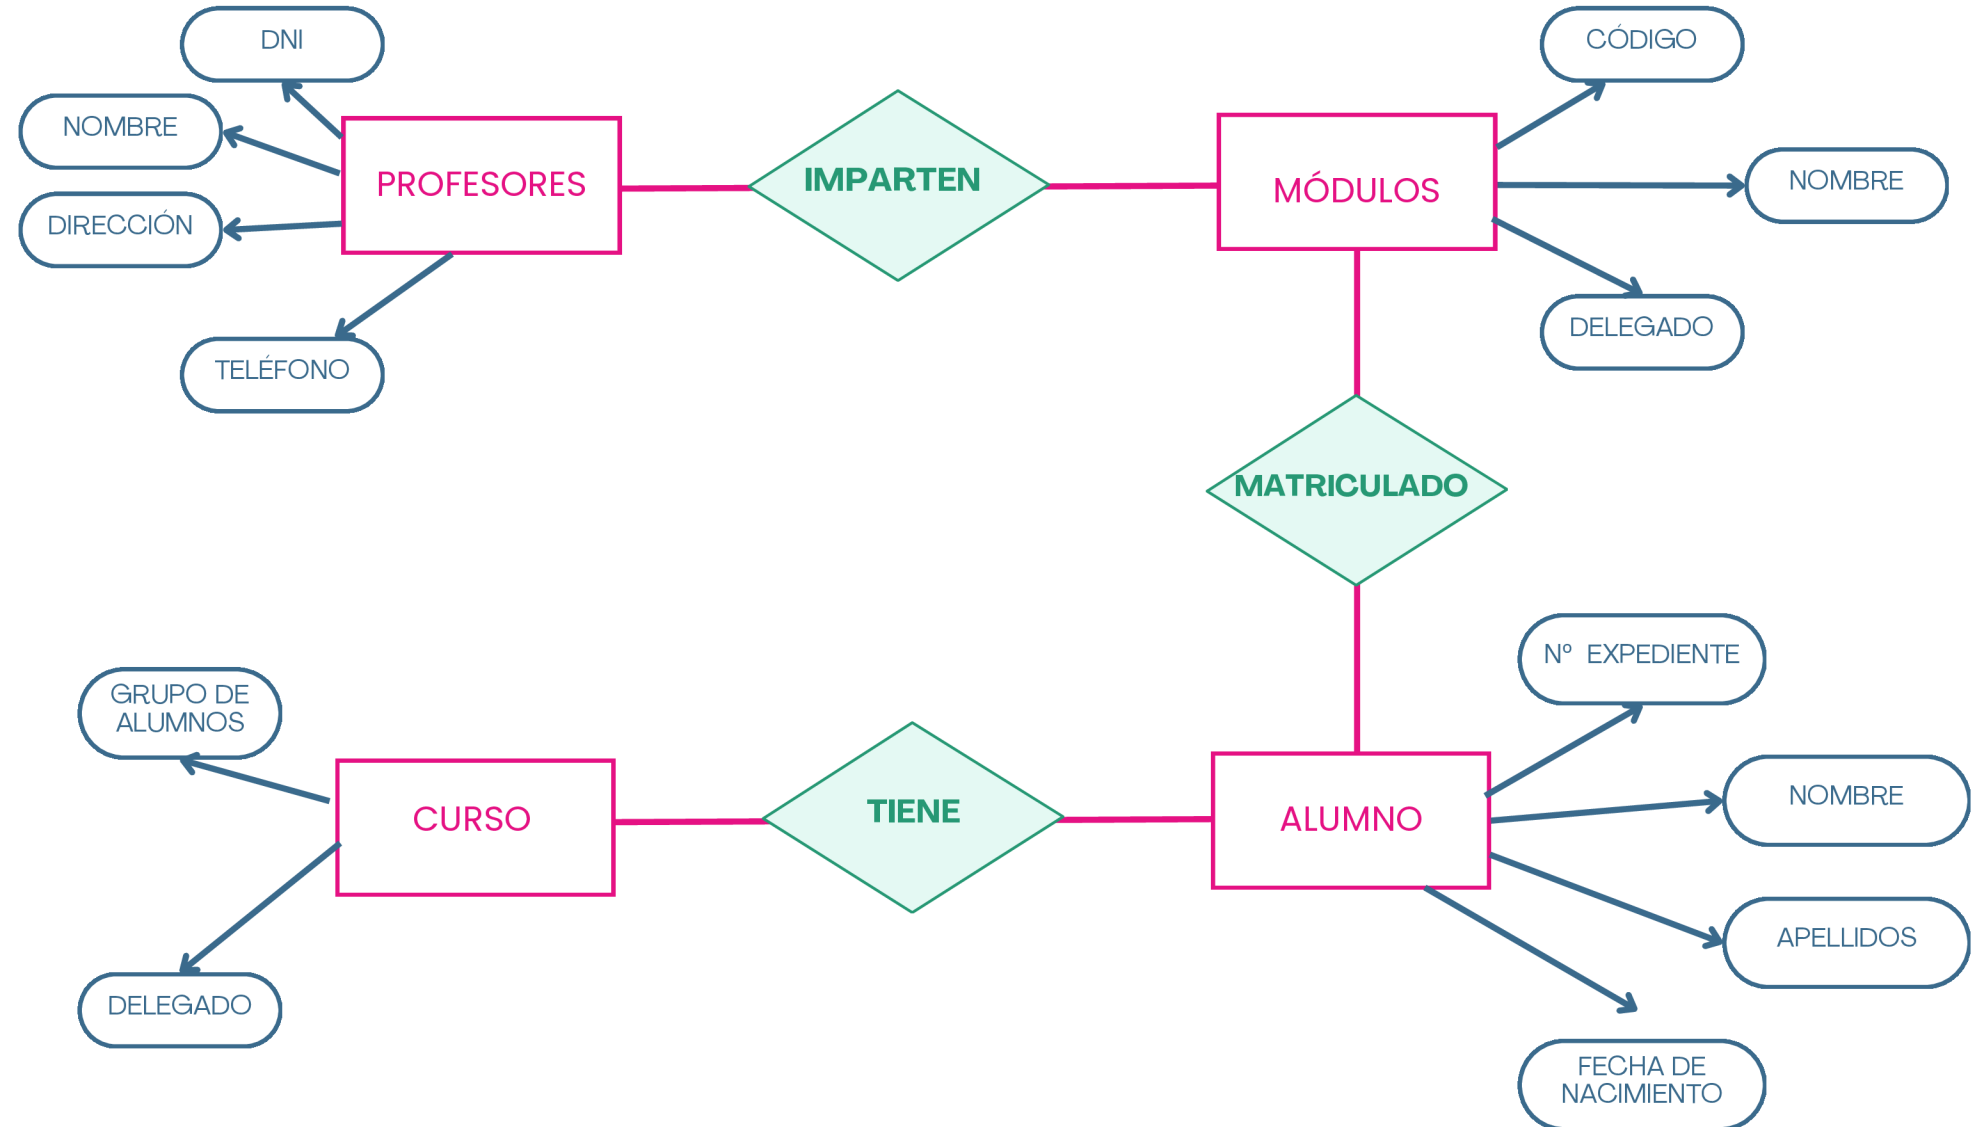 DNI
CÓDIGO
NOMBRE
PROFESORES
IMPARTEN
MÓDULOS
NOMBRE
DIRECCIÓN
TELÉFONO
DELEGADO
MATRICULADO
Nº EXPEDIENTE
GRUPO DE
ALUMNOS
CURSO
TIENE
ALUMNO
NOMBRE
APELLIDOS
DELEGADO
FECHA DE
NACIMIENTO